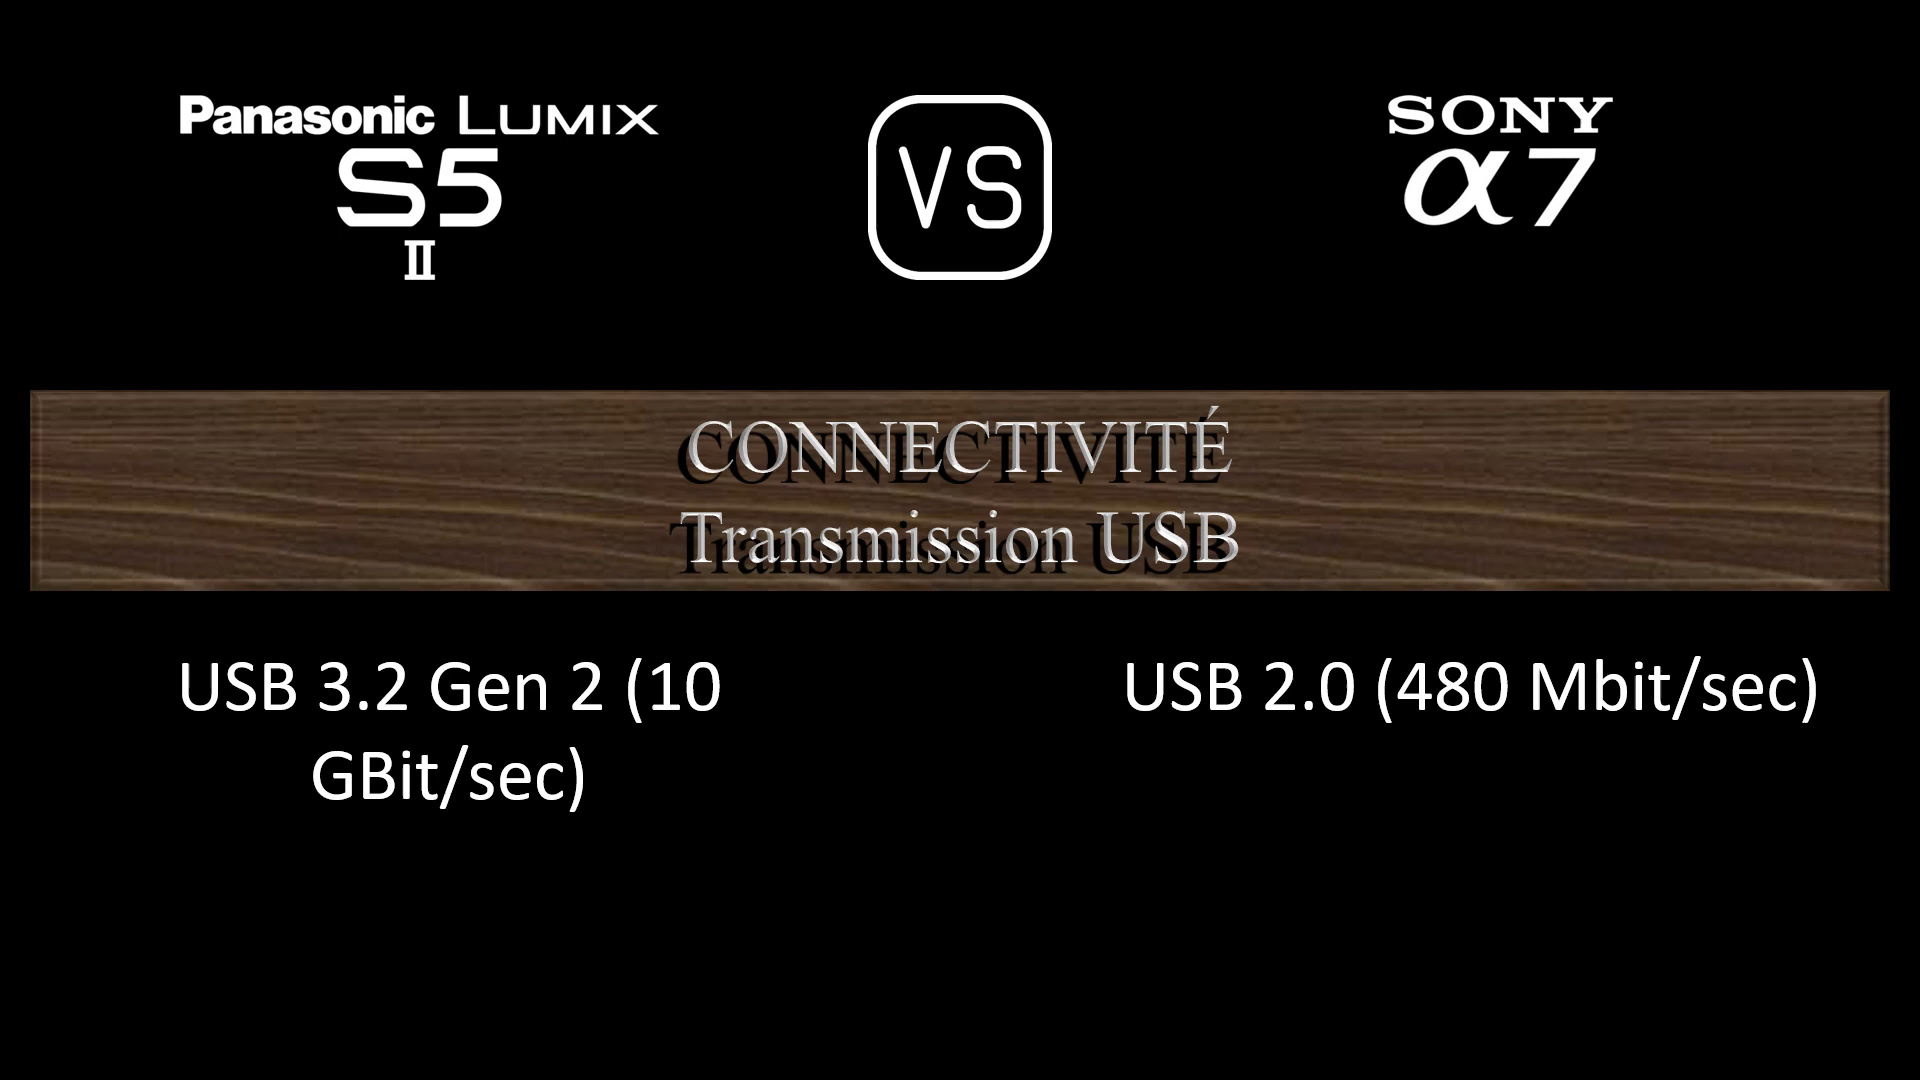 Panasonic LUMIX
S5
II
VS
SONY
α7
CONNECTIVITÉ
Transmission USB
USB 3.2 Gen 2 (10
GBit/sec)
USB 2.0 (480 Mbit/sec)